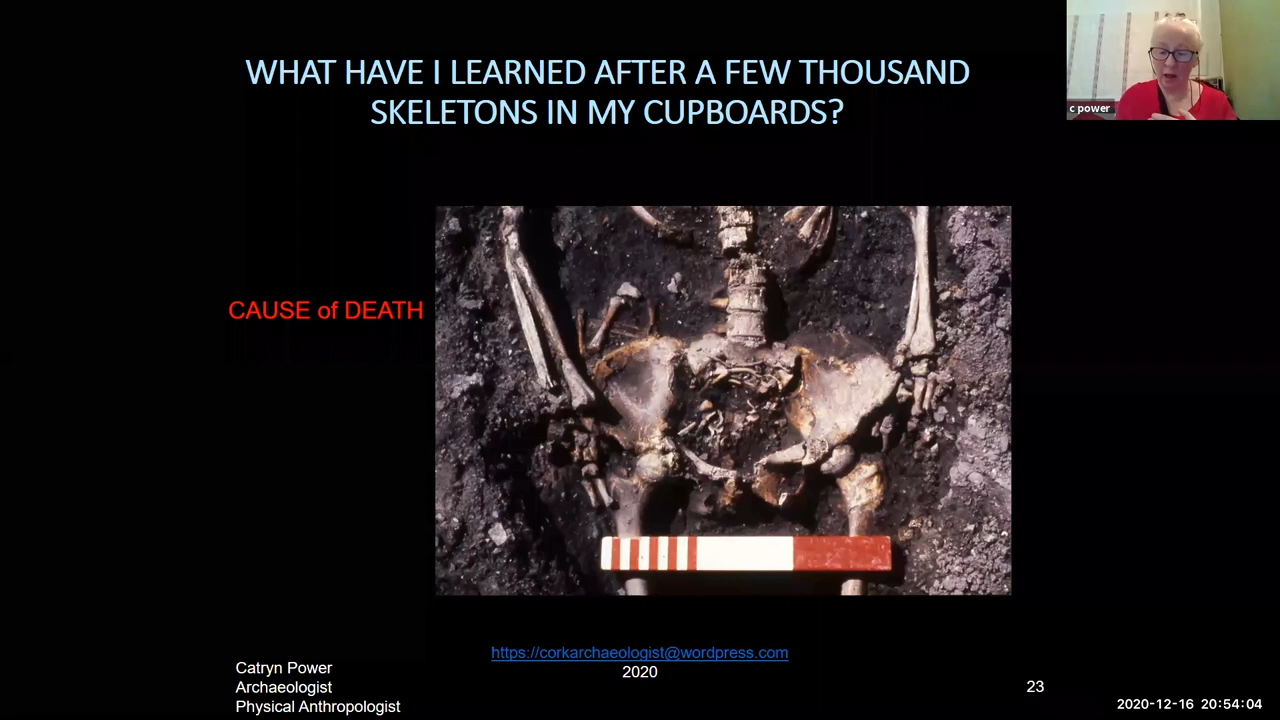 WHAT HAVE I LEARNED AFTER A FEW THOUSAND
SKELETONS IN MY CUPBOARDS?
c power
CAUSE of DEATH
https://corkarchaeologist@wordpress.com
2020
Catryn Power
Archaeologist
Physical Anthropologist
23
2020-12-16 20:54:04